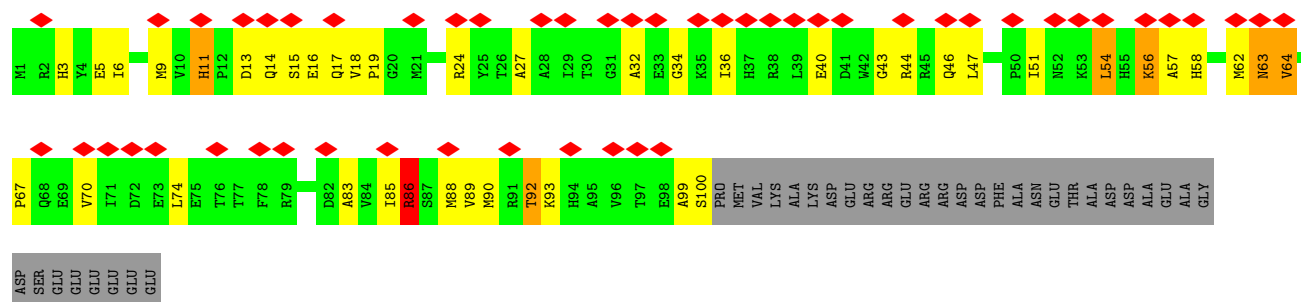 M1 R2 H3 Y4 E5 I6 M9 V10 H11 P12 D13 Q14 S15 E16 Q17 V18 P19 G20 M21 R24 Y25 T26 A27 A28 I29 T30 G31 A32 E33 G34 K35 I36 H37 R38 L39 E40 D41 W42 G43 R44 R45 Q46 L47 P50 I51 N52 K53 L54 H55 K56 A57 H58 M62 N63 V64
P67 Q68 E69 V70 I71 D72 E73 L74 E75 T76 T77 F78 R79 D82 A83 V84 I85 R86 S87 M88 V89 M90 R91 T92 K93 H94 A95 V96 T97 E98 A99 S100 PRO MET VAL LYS ALA LYS ASP GLU ARG ARG GLU ARG ARG ASP ASP PHE ALA ASN GLU THR ALA ASP ASP ALA GLU ALA GLY
ASP SER GLU GLU GLU GLU GLU GLU